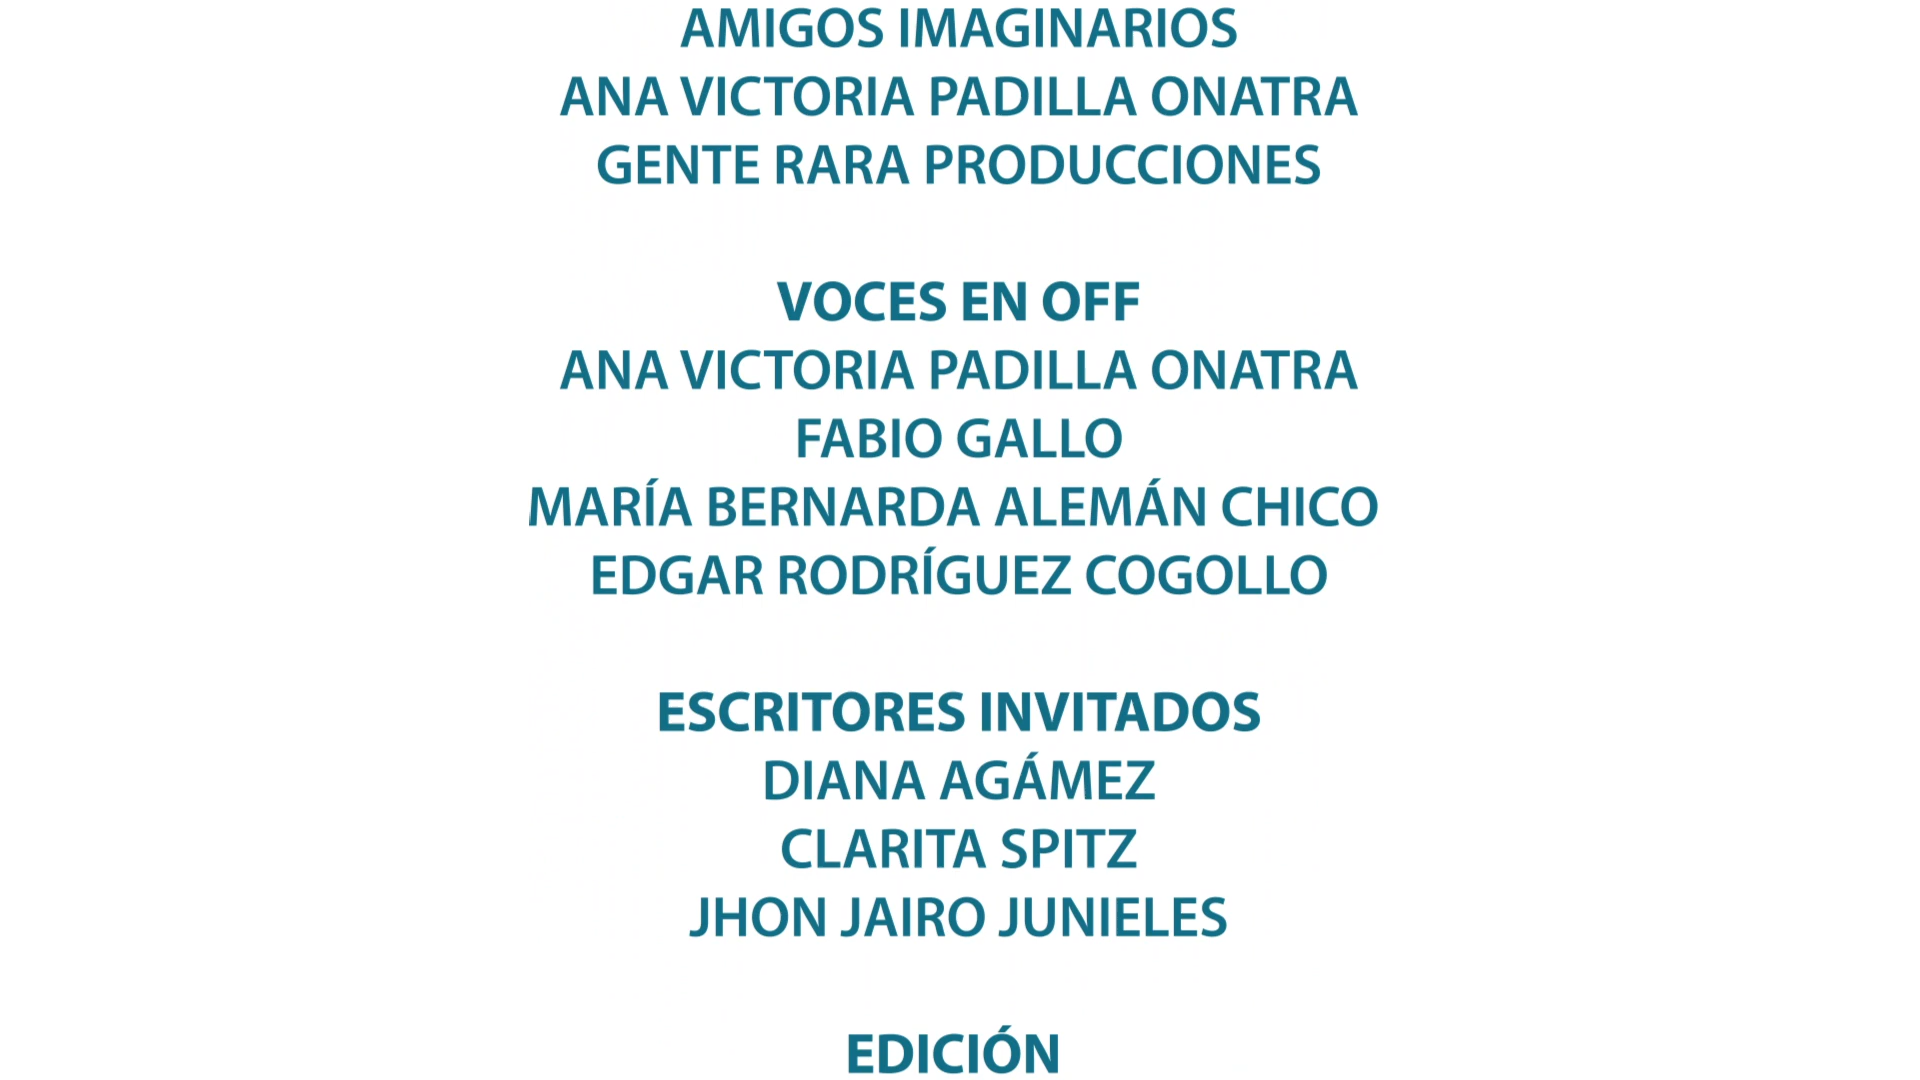 AMIGOS IMAGINARIOS
ANA VICTORIA PADILLA ONATRA
GENTE RARA PRODUCCIONES
VOCES EN OFF
ANA VICTORIA PADILLA ONATRA
FABIO GALLO
MARÍA BERNARDA ALEMÁN CHICO
EDGAR RODRÍGUEZ COGOLLO
ESCRITORES INVITADOS
DIANA AGÁMEZ
CLARITA SPITZ
JHON JAIRO JUNIELES
EDICIÓN